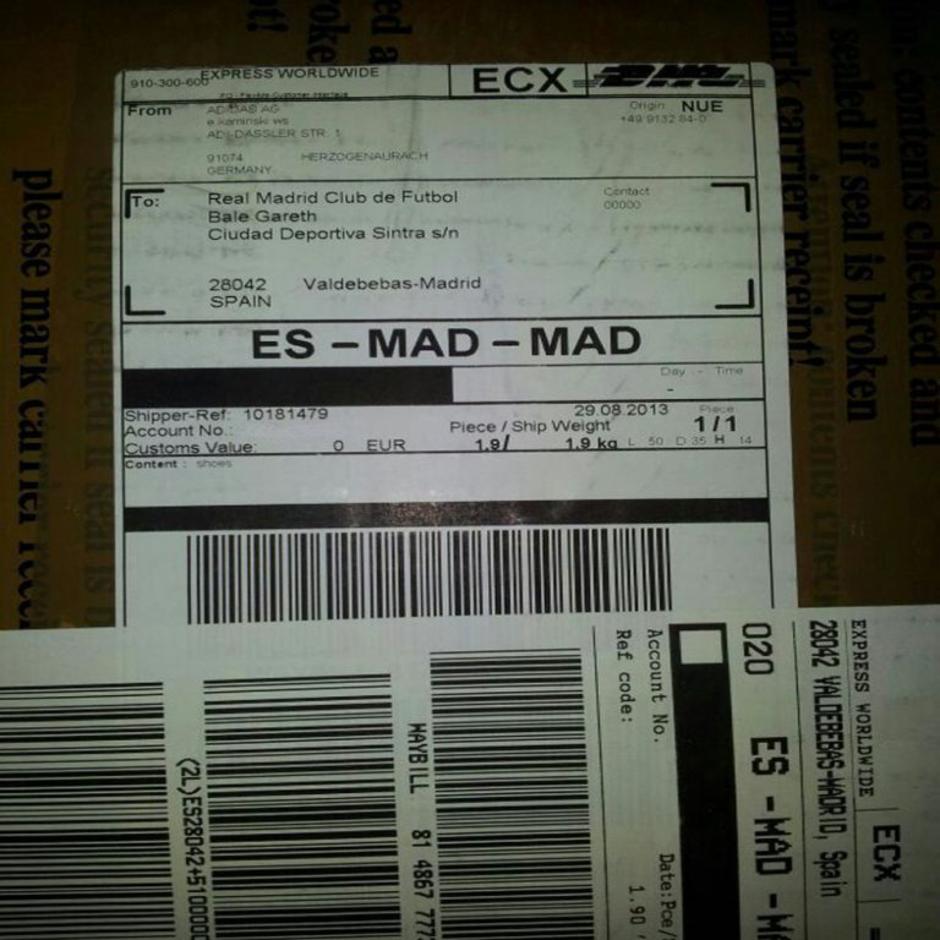 910-300-600 EXPRESS WORLDWIDE ECX DHL
From ADIDAS AG Origin: NUE
e.kaminski ws +49 9132 84-0
ADI-DASSLER STR. 1
91074 HERZOGENAURACH
GERMANY
To: Real Madrid Club de Futbol Contact
Bale Gareth 00000
Ciudad Deportiva Sintra s/n
28042 Valdebebas-Madrid
SPAIN
ES – MAD – MAD
Day - Time
-
Shipper-Ref: 10181479 29.08.2013 Piece
Account No.: Piece / Ship Weight 1/1
Customs Value: 0 EUR 1.9/ 1.9 kg L 50 D 35 H 14
Content : shoes
EXPRESS WORLDWIDE ECX
28042 VALDEBEBAS-MADRID, Spain
020 ES - MAD - M
Account No. Date: Pce/
Ref code: 1.90
WAYBILL 81 4867 777
(2L)ES28042+510000
please mark carrier
contents checked and
sealed if seal is broken
mark carrier receipt!